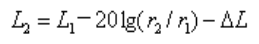 L₂ = L₁ − 20lg(r₂ / r₁) − ΔL